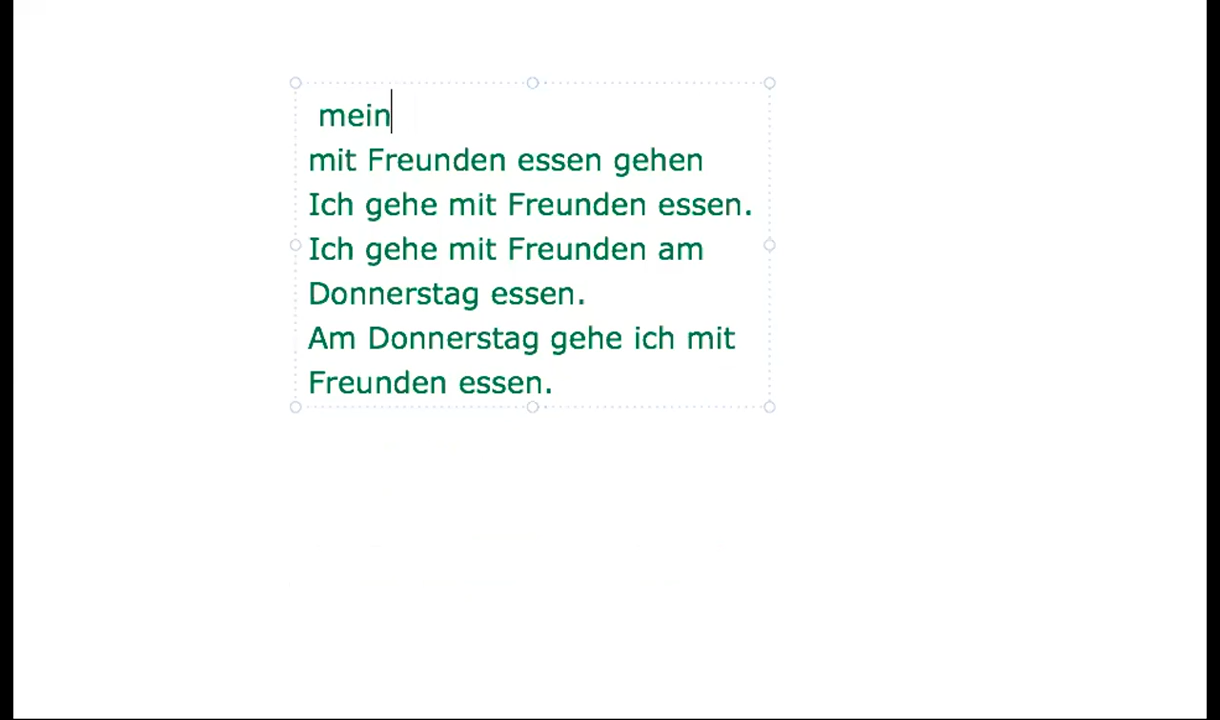 mein
mit Freunden essen gehen
Ich gehe mit Freunden essen.
Ich gehe mit Freunden am
Donnerstag essen.
Am Donnerstag gehe ich mit
Freunden essen.